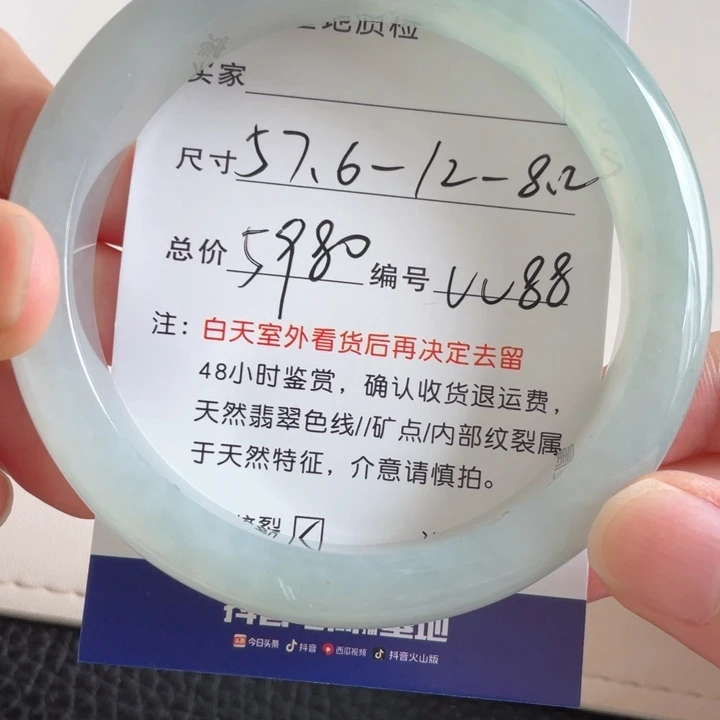 地质检
买家
尺寸 57.6-12-8.2
总价 5980 编号 VV88
注：白天室外看货后再决定去留
48小时鉴赏，确认收货退运费，
天然翡翠色线//矿点/内部纹裂属
于天然特征，介意请慎拍。
裂
今日头条 抖音 西瓜视频 抖音火山版